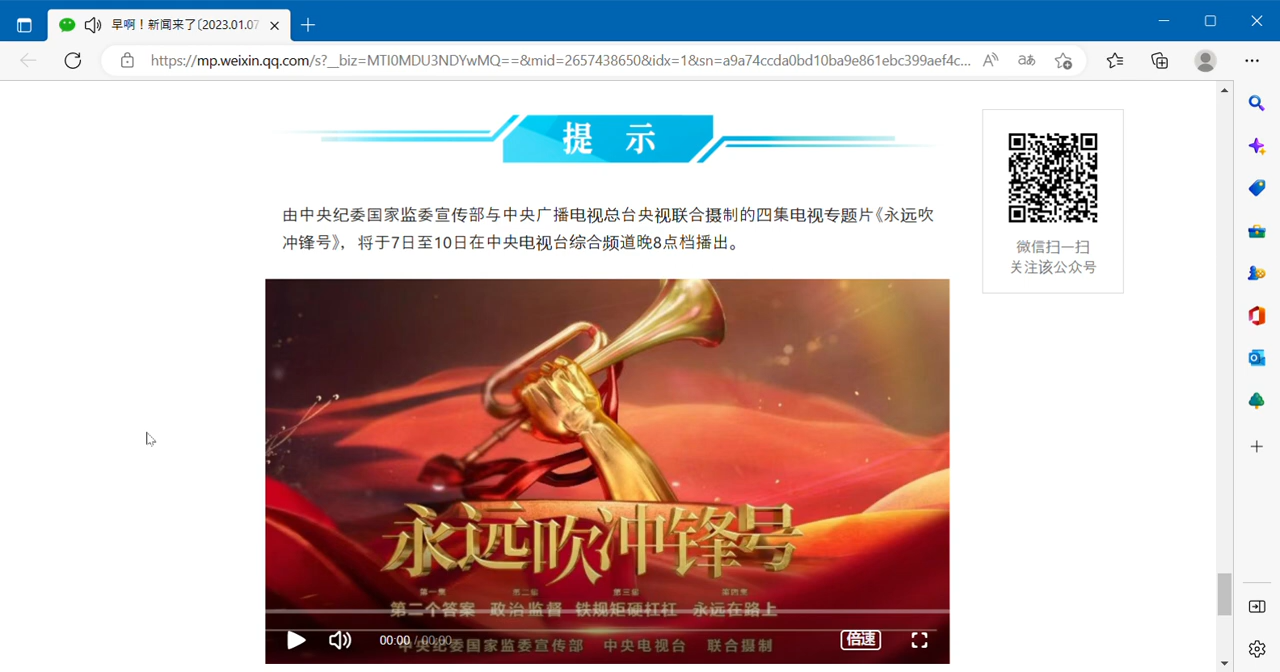 早啊！新闻来了〔2023.01.07
https://mp.weixin.qq.com/s?__biz=MTI0MDU3NDYwMQ==&mid=2657438650&idx=1&sn=a9a74ccda0bd10ba9e861ebc399aef4c...
提 示
由中央纪委国家监委宣传部与中央广播电视总台央视联合摄制的四集电视专题片《永远吹
冲锋号》，将于7日至10日在中央电视台综合频道晚8点档播出。
微信扫一扫
关注该公众号
永远吹冲锋号
第一集 第二集 第三集 第四集
第二个答案 政治监督 铁规矩硬杠杠 永远在路上
00:00 / 00:00
倍速
中央纪委国家监委宣传部 中央电视台 联合摄制